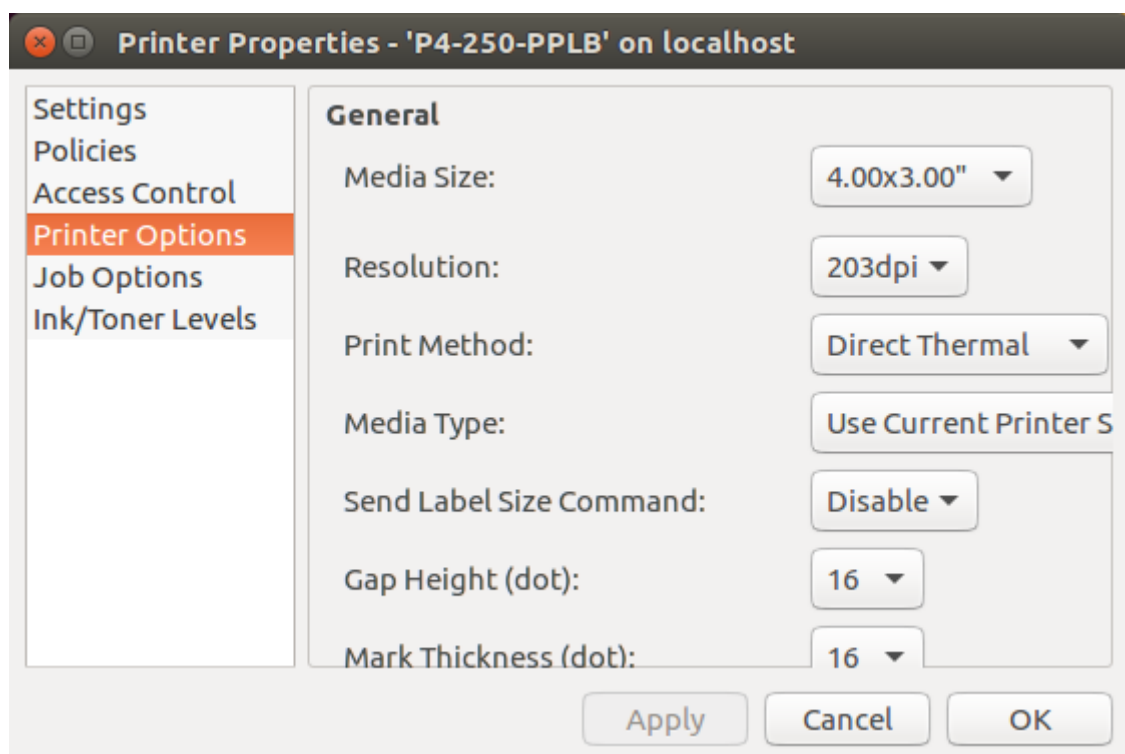 Printer Properties - 'P4-250-PPLB' on localhost
Settings
Policies
Access Control
Printer Options
Job Options
Ink/Toner Levels
General
Media Size: 4.00x3.00"
Resolution: 203dpi
Print Method: Direct Thermal
Media Type: Use Current Printer S
Send Label Size Command: Disable
Gap Height (dot): 16
Mark Thickness (dot): 16
Apply Cancel OK